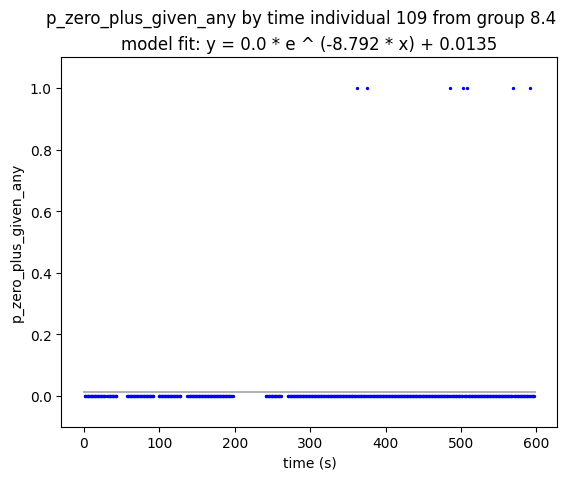 p_zero_plus_given_any by time individual 109 from group 8.4
model fit: y = 0.0 * e ^ (-8.792 * x) + 0.0135
1.0
0.8
0.6
0.4
0.2
0.0
p_zero_plus_given_any
0 100 200 300 400 500 600
time (s)